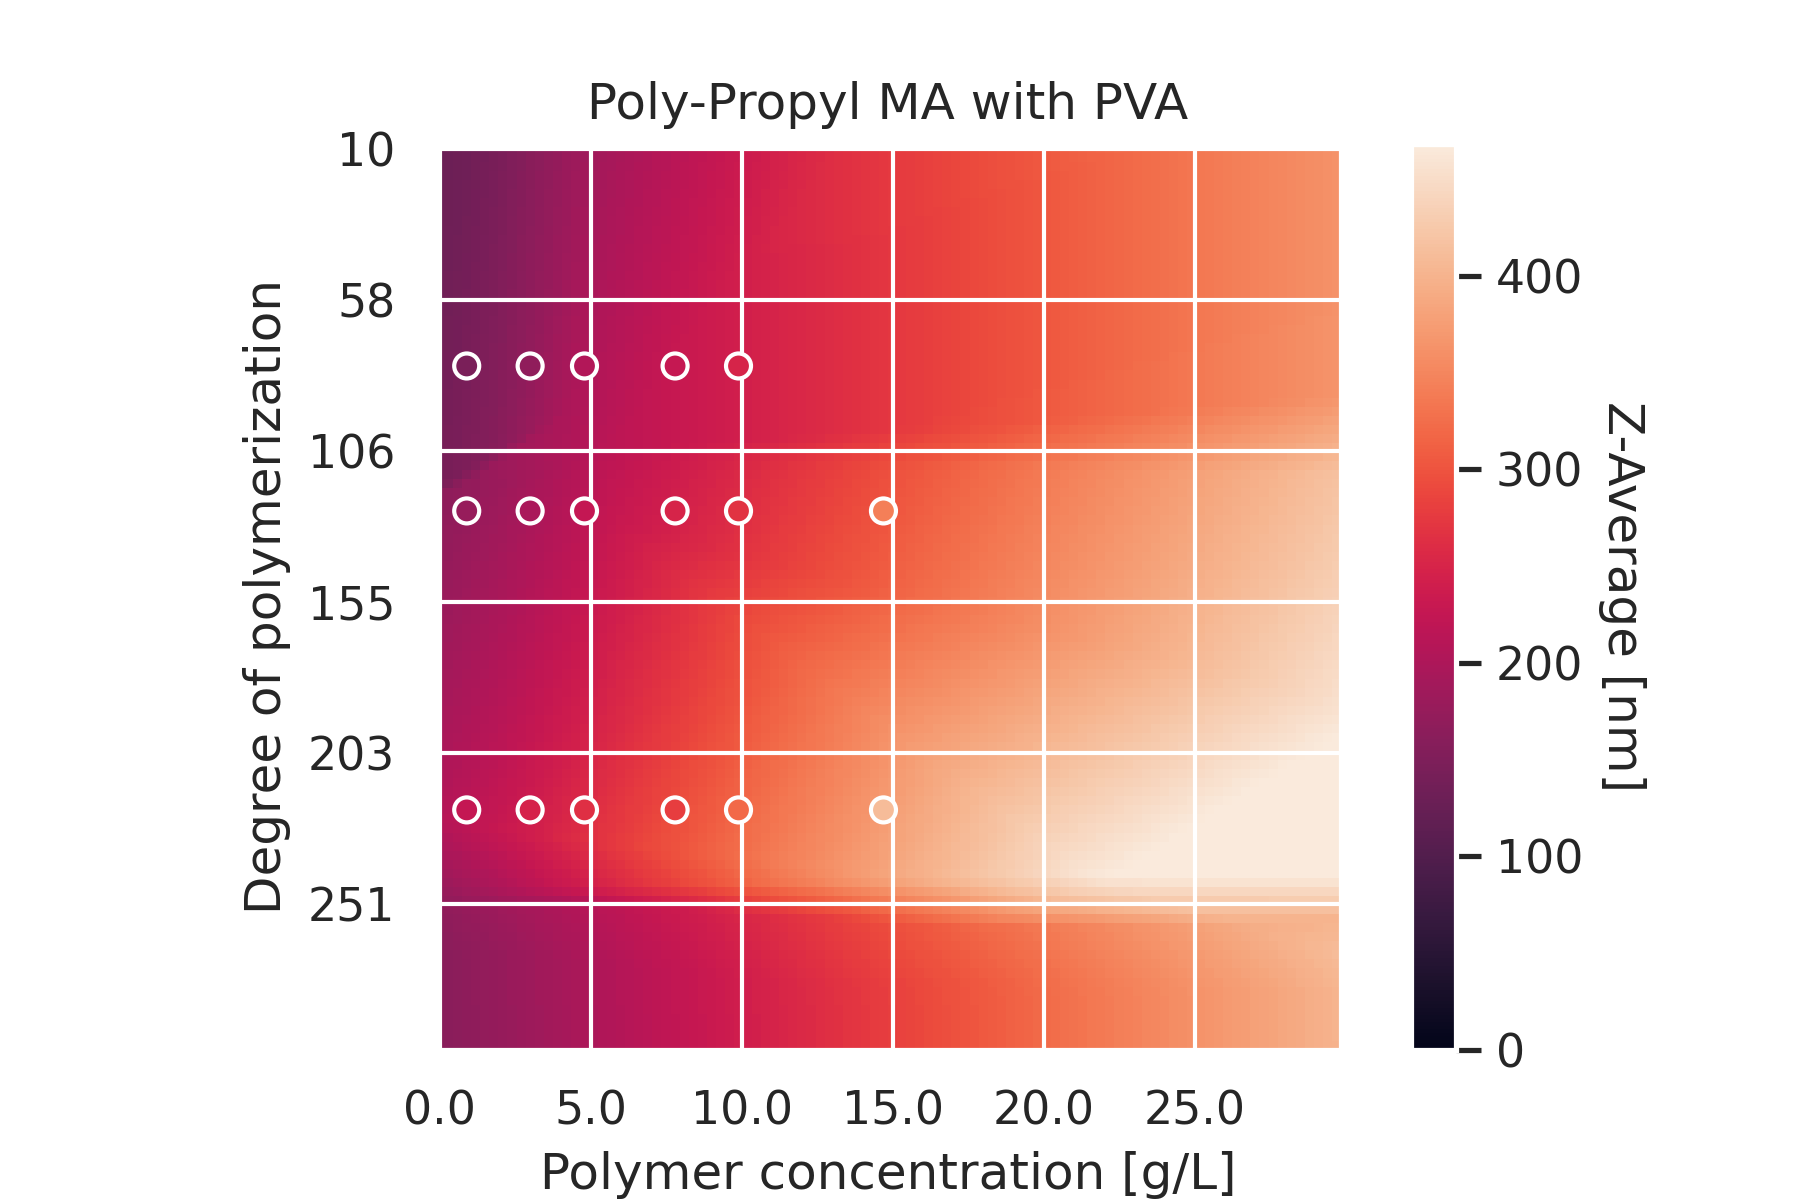 Poly-Propyl MA with PVA
10
58
106
155
203
251
Degree of polymerization
0.0 5.0 10.0 15.0 20.0 25.0
Polymer concentration [g/L]
400
300
200
100
0
Z-Average [nm]